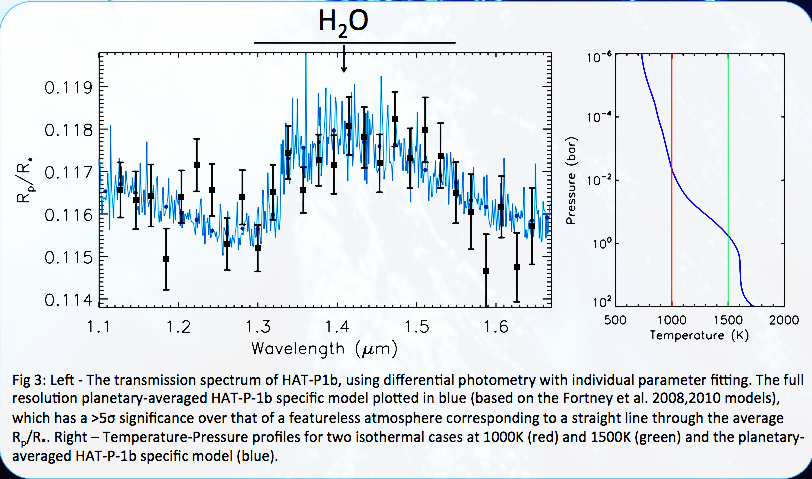 H₂O
0.119
0.118
0.117
0.116
0.115
0.114
Rₚ/R⋆
1.1 1.2 1.3 1.4 1.5 1.6
Wavelength (μm)
10⁻⁶
10⁻⁴
10⁻²
10⁰
10²
Pressure (bar)
500 1000 1500 2000
Temperature (K)
Fig 3: Left - The transmission spectrum of HAT-P1b, using differential photometry with individual parameter fitting. The full
resolution planetary-averaged HAT-P-1b specific model plotted in blue (based on the Fortney et al. 2008,2010 models),
which has a >5σ significance over that of a featureless atmosphere corresponding to a straight line through the average
Rₚ/R⋆. Right – Temperature-Pressure profiles for two isothermal cases at 1000K (red) and 1500K (green) and the planetary-
averaged HAT-P-1b specific model (blue).